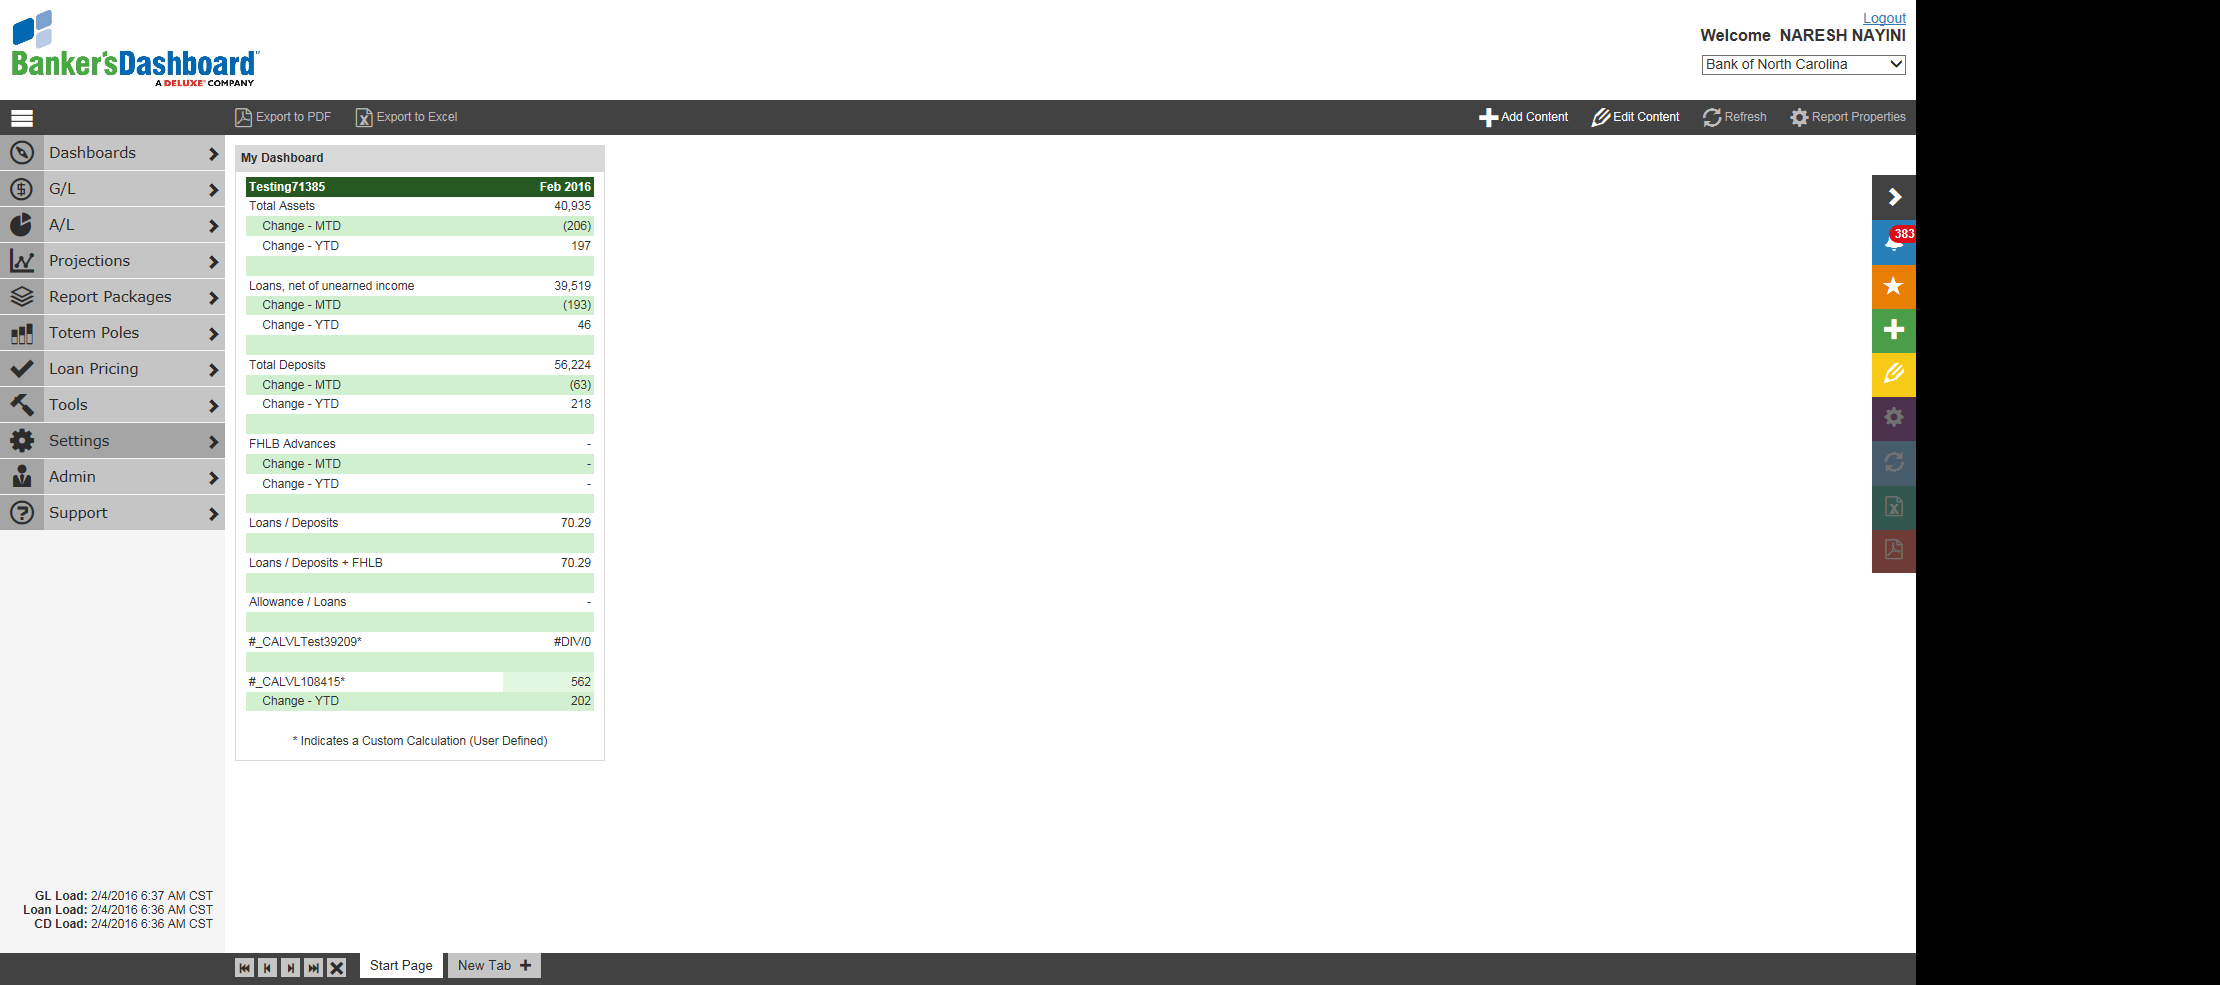 Banker'sDashboard
A DELUXE COMPANY
Logout
Welcome NARESH NAYINI
Bank of North Carolina
Export to PDF Export to Excel Add Content Edit Content Refresh Report Properties
Dashboards
G/L
A/L
Projections
Report Packages
Totem Poles
Loan Pricing
Tools
Settings
Admin
Support
GL Load: 2/4/2016 6:37 AM CST
Loan Load: 2/4/2016 6:36 AM CST
CD Load: 2/4/2016 6:36 AM CST
My Dashboard
Testing71385 Feb 2016
Total Assets 40,935
Change - MTD (206)
Change - YTD 197
Loans, net of unearned income 39,519
Change - MTD (193)
Change - YTD 46
Total Deposits 56,224
Change - MTD (63)
Change - YTD 218
FHLB Advances -
Change - MTD -
Change - YTD -
Loans / Deposits 70.29
Loans / Deposits + FHLB 70.29
Allowance / Loans -
#_CALVLTest39209* #DIV/0
#_CALVL108415* 562
Change - YTD 202
* Indicates a Custom Calculation (User Defined)
383
Start Page New Tab